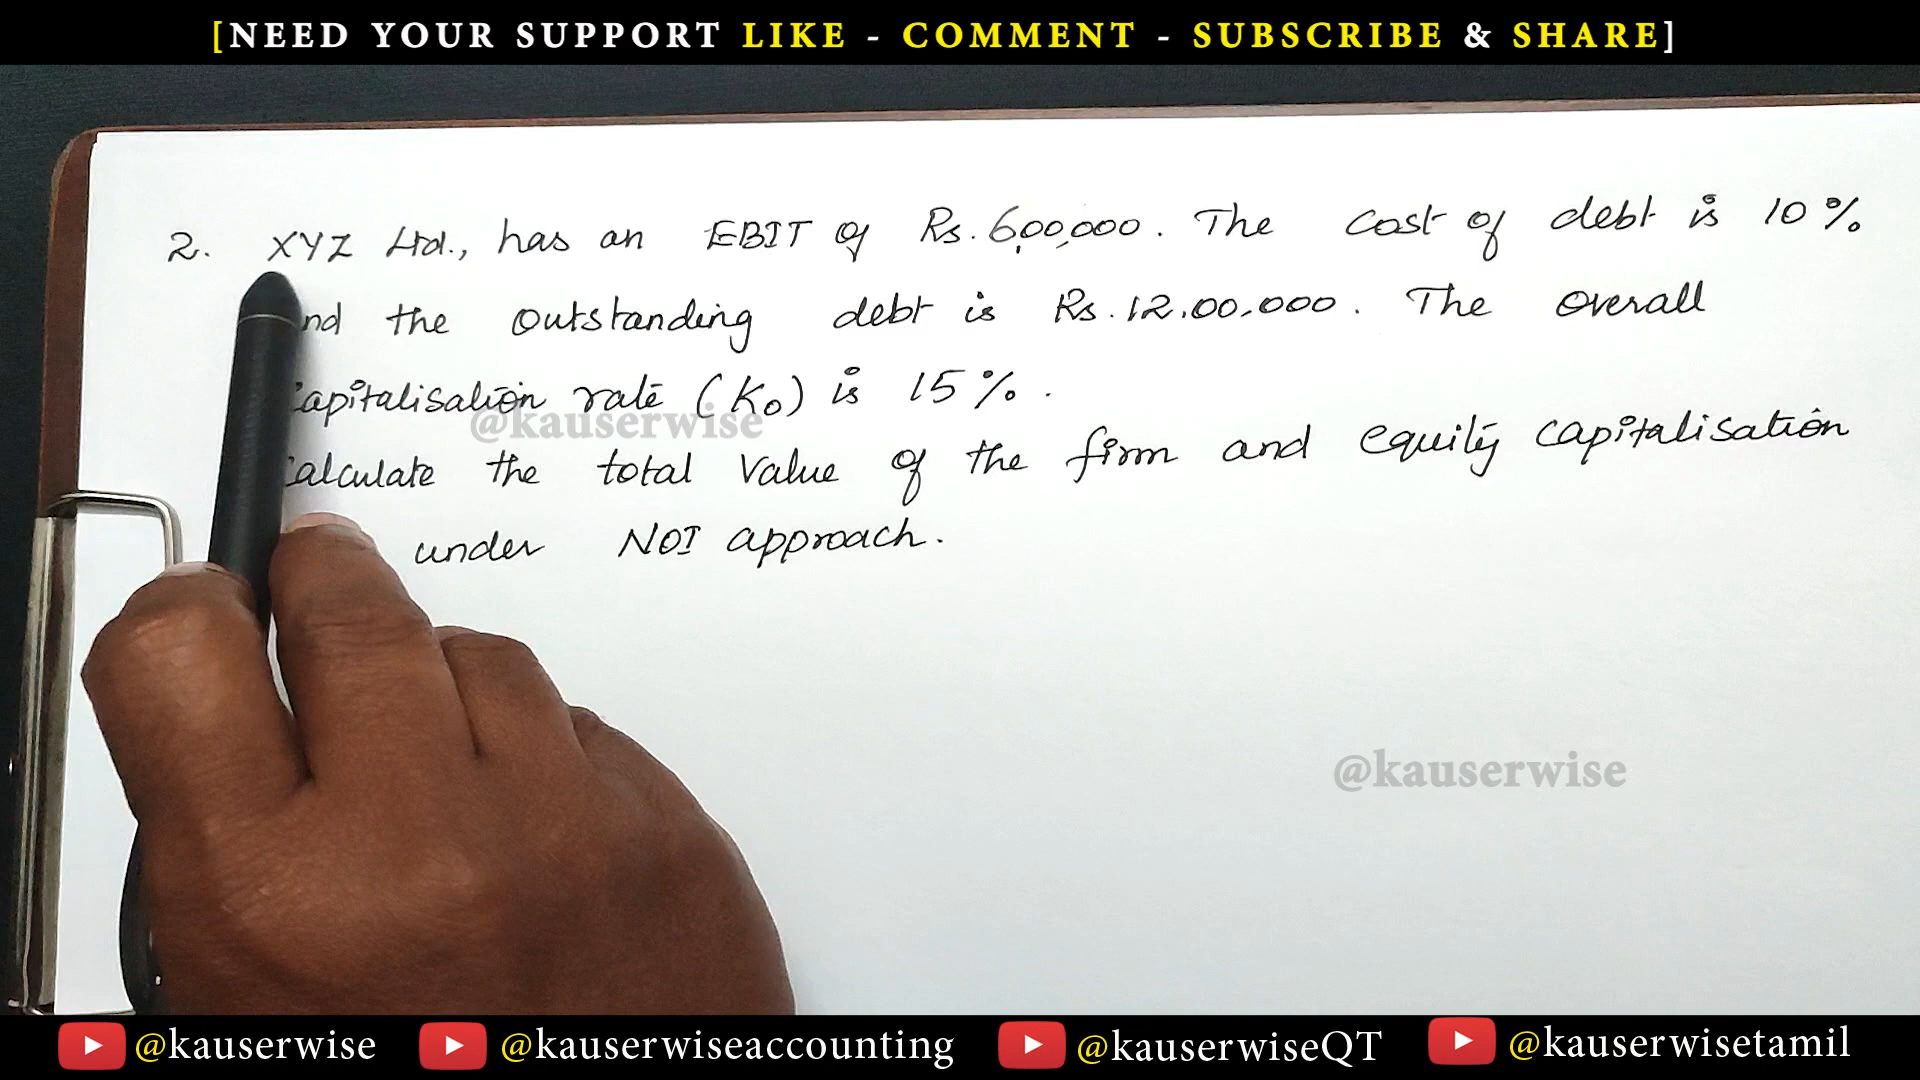 [NEED YOUR SUPPORT LIKE - COMMENT - SUBSCRIBE & SHARE]
2. XYZ Ltd., has an EBIT of Rs. 6,00,000. The cost of debt is 10%
nd the outstanding debt is Rs. 12,00,000. The overall
apitalisation rate (Ko) is 15%.
@kauserwise
alculate the total value of the firm and equity capitalisation
under NOI approach.
@kauserwise
@kauserwise @kauserwiseaccounting @kauserwiseQT @kauserwisetamil